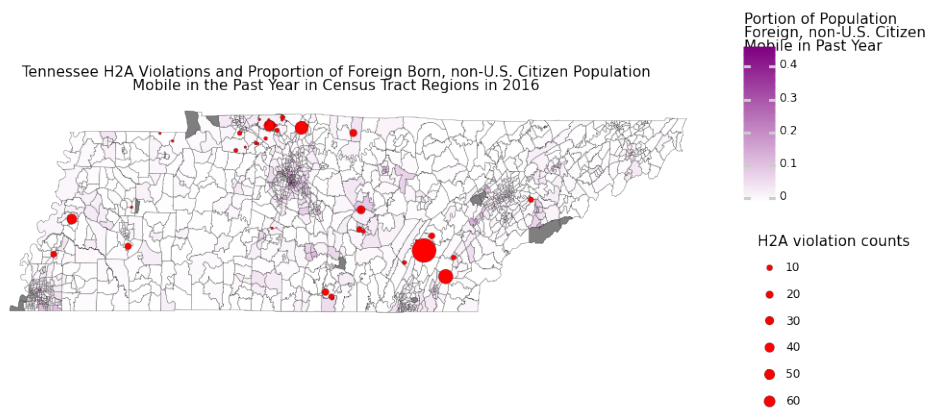 Portion of Population
Foreign, non-U.S. Citizen
Mobile in Past Year
0.4
0.3
0.2
0.1
0
Tennessee H2A Violations and Proportion of Foreign Born, non-U.S. Citizen Population
Mobile in the Past Year in Census Tract Regions in 2016
H2A violation counts
10
20
30
40
50
60